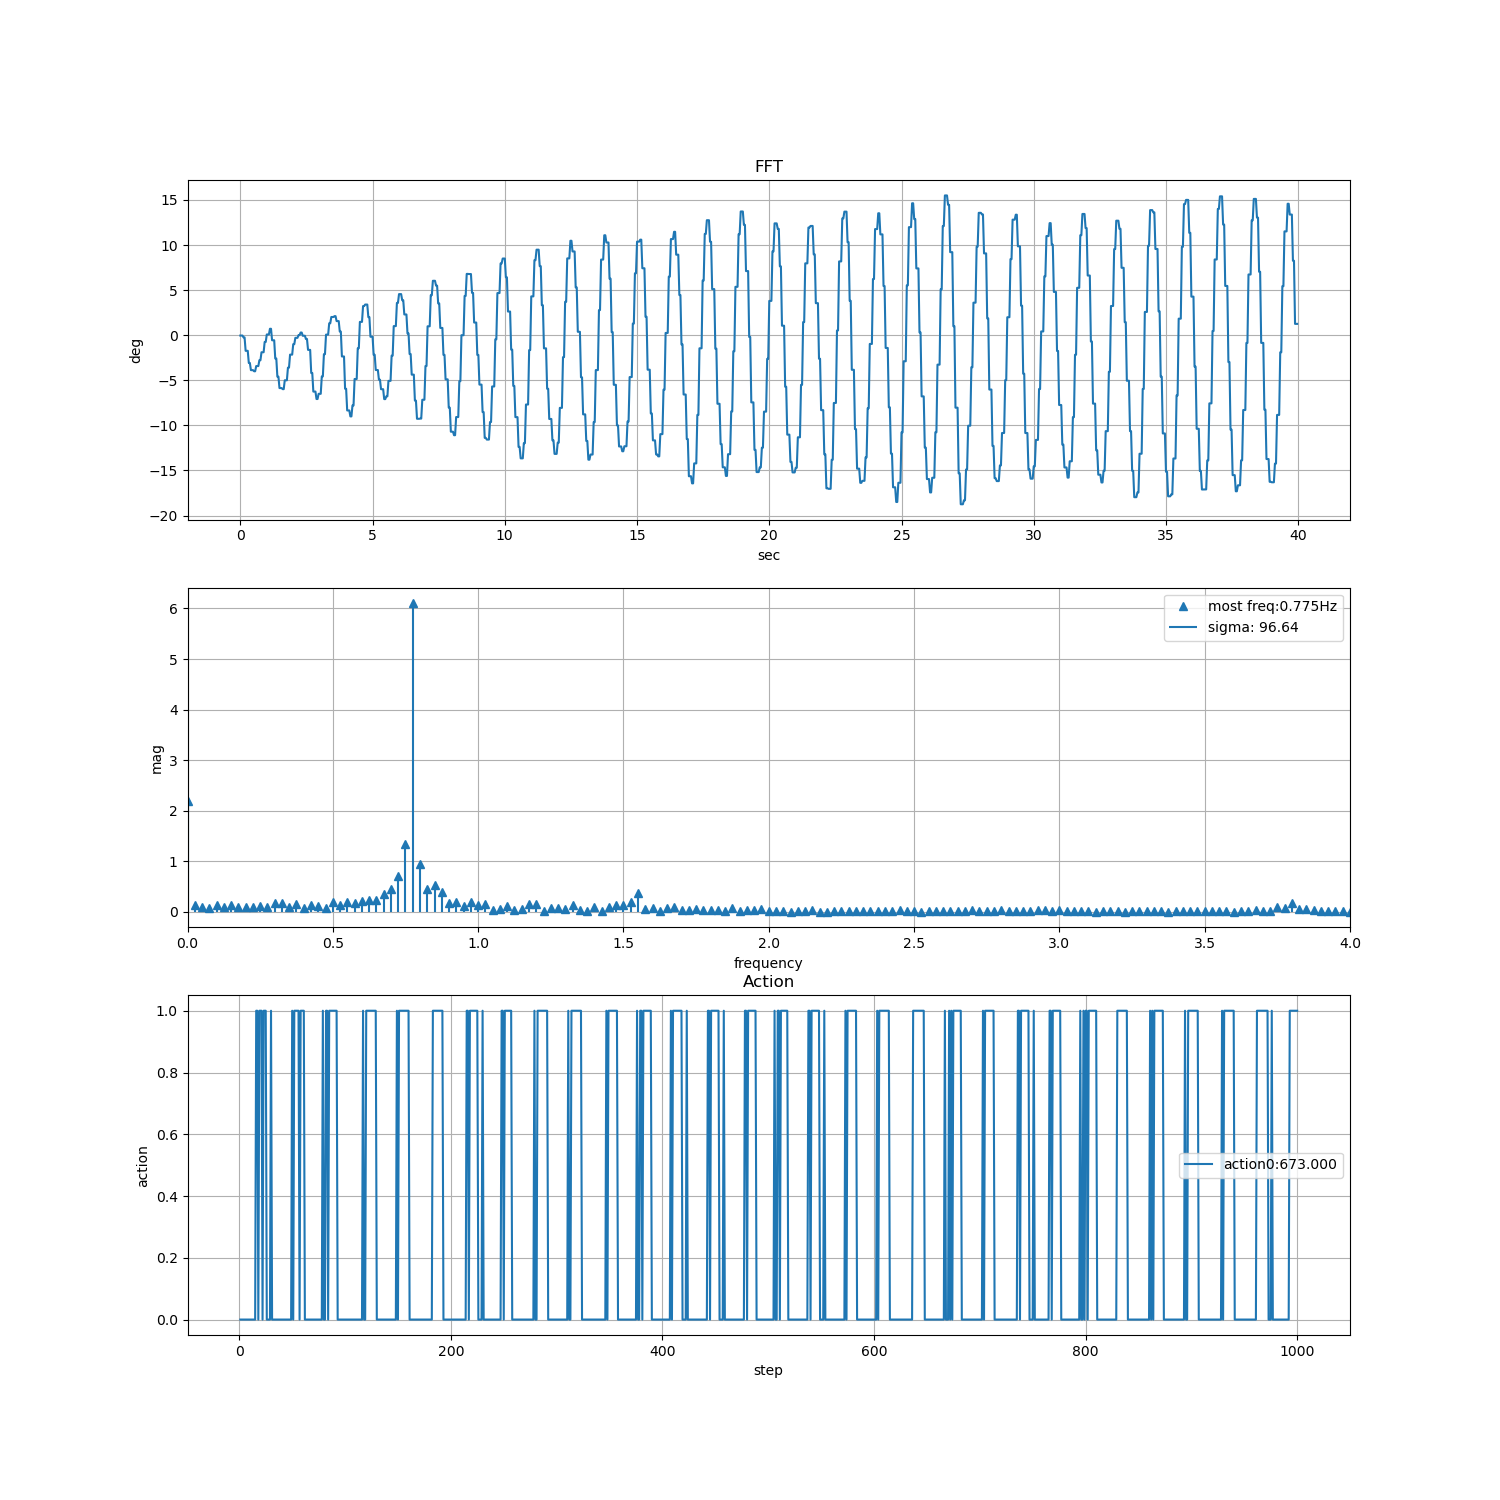 FFT
15
10
5
0
−5
−10
−15
−20
deg
0 5 10 15 20 25 30 35 40
sec
6
5
4
3
2
1
0
mag
most freq:0.775Hz
sigma: 96.64
0.0 0.5 1.0 1.5 2.0 2.5 3.0 3.5 4.0
frequency
Action
1.0
0.8
0.6
0.4
0.2
0.0
action
action0:673.000
0 200 400 600 800 1000
step